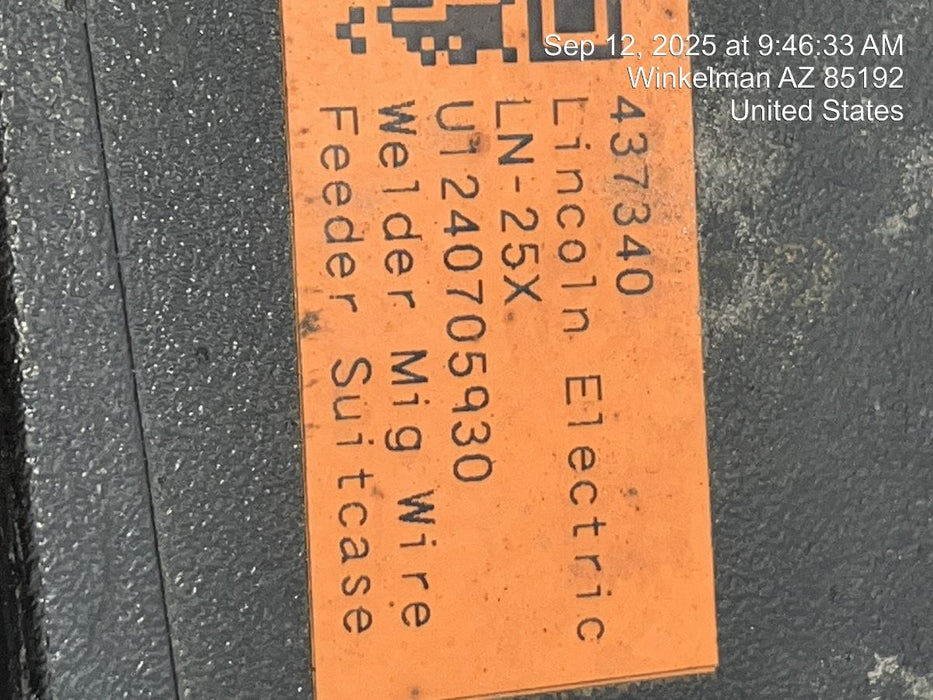 Sep 12, 2025 at 9:46:33 AM
Winkelman AZ 85192
United States
437340
Lincoln Electric
LN-25X
U1240705930
Welder Mig Wire
Feeder Suitcase